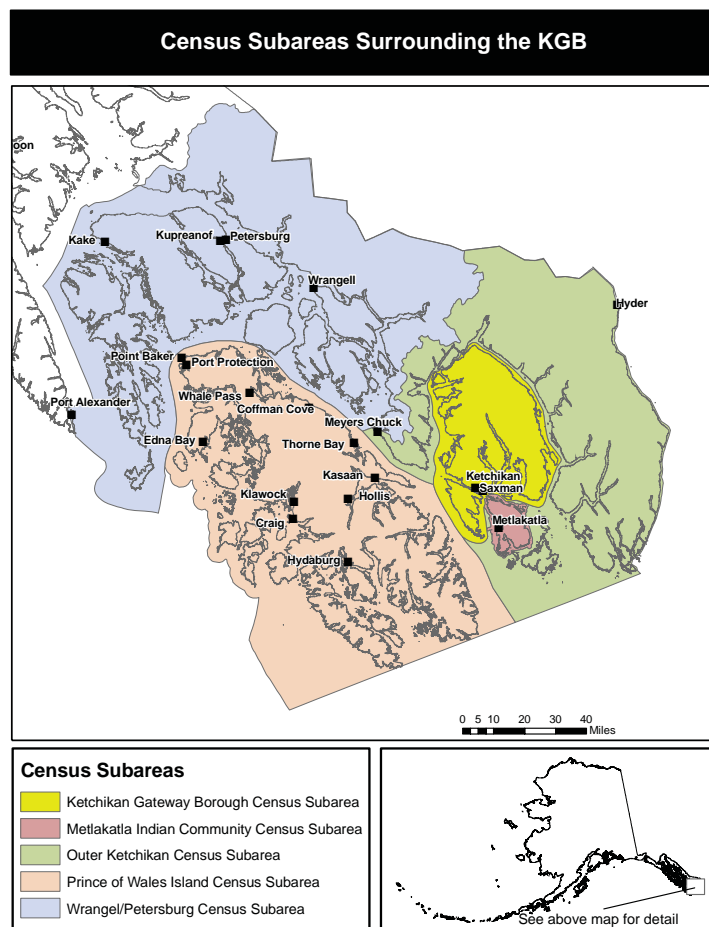 Census Subareas Surrounding the KGB
oon
Kake
Kupreanof
Petersburg
Wrangell
Hyder
Point Baker
Port Protection
Whale Pass
Coffman Cove
Port Alexander
Meyers Chuck
Edna Bay
Thorne Bay
Kasaan
Ketchikan
Saxman
Klawock
Hollis
Craig
Metlakatla
Hydaburg
0 5 10 20 30 40
Miles
Census Subareas
Ketchikan Gateway Borough Census Subarea
Metlakatla Indian Community Census Subarea
Outer Ketchikan Census Subarea
Prince of Wales Island Census Subarea
Wrangel/Petersburg Census Subarea
See above map for detail